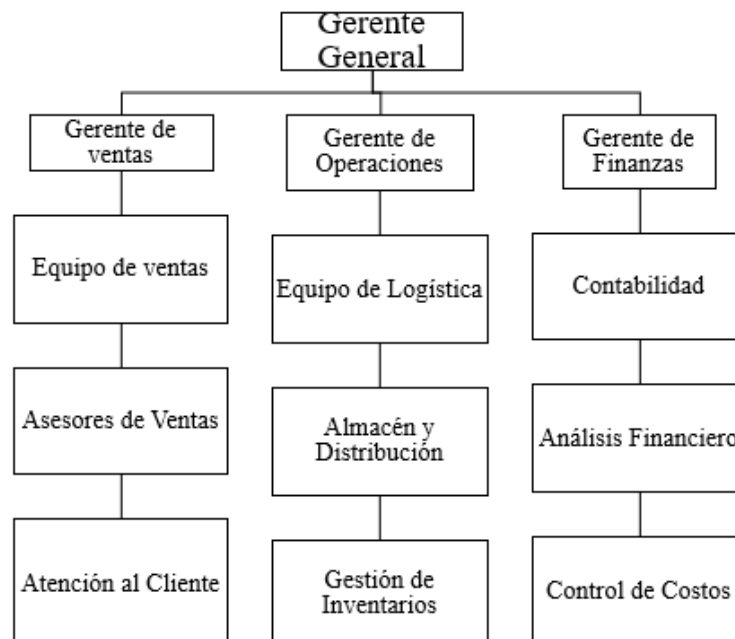 Gerente
General
Gerente de
ventas
Gerente de
Operaciones
Gerente de
Finanzas
Equipo de ventas
Equipo de Logística
Contabilidad
Asesores de Ventas
Almacén y
Distribución
Análisis Financiero
Atención al Cliente
Gestión de
Inventarios
Control de Costos